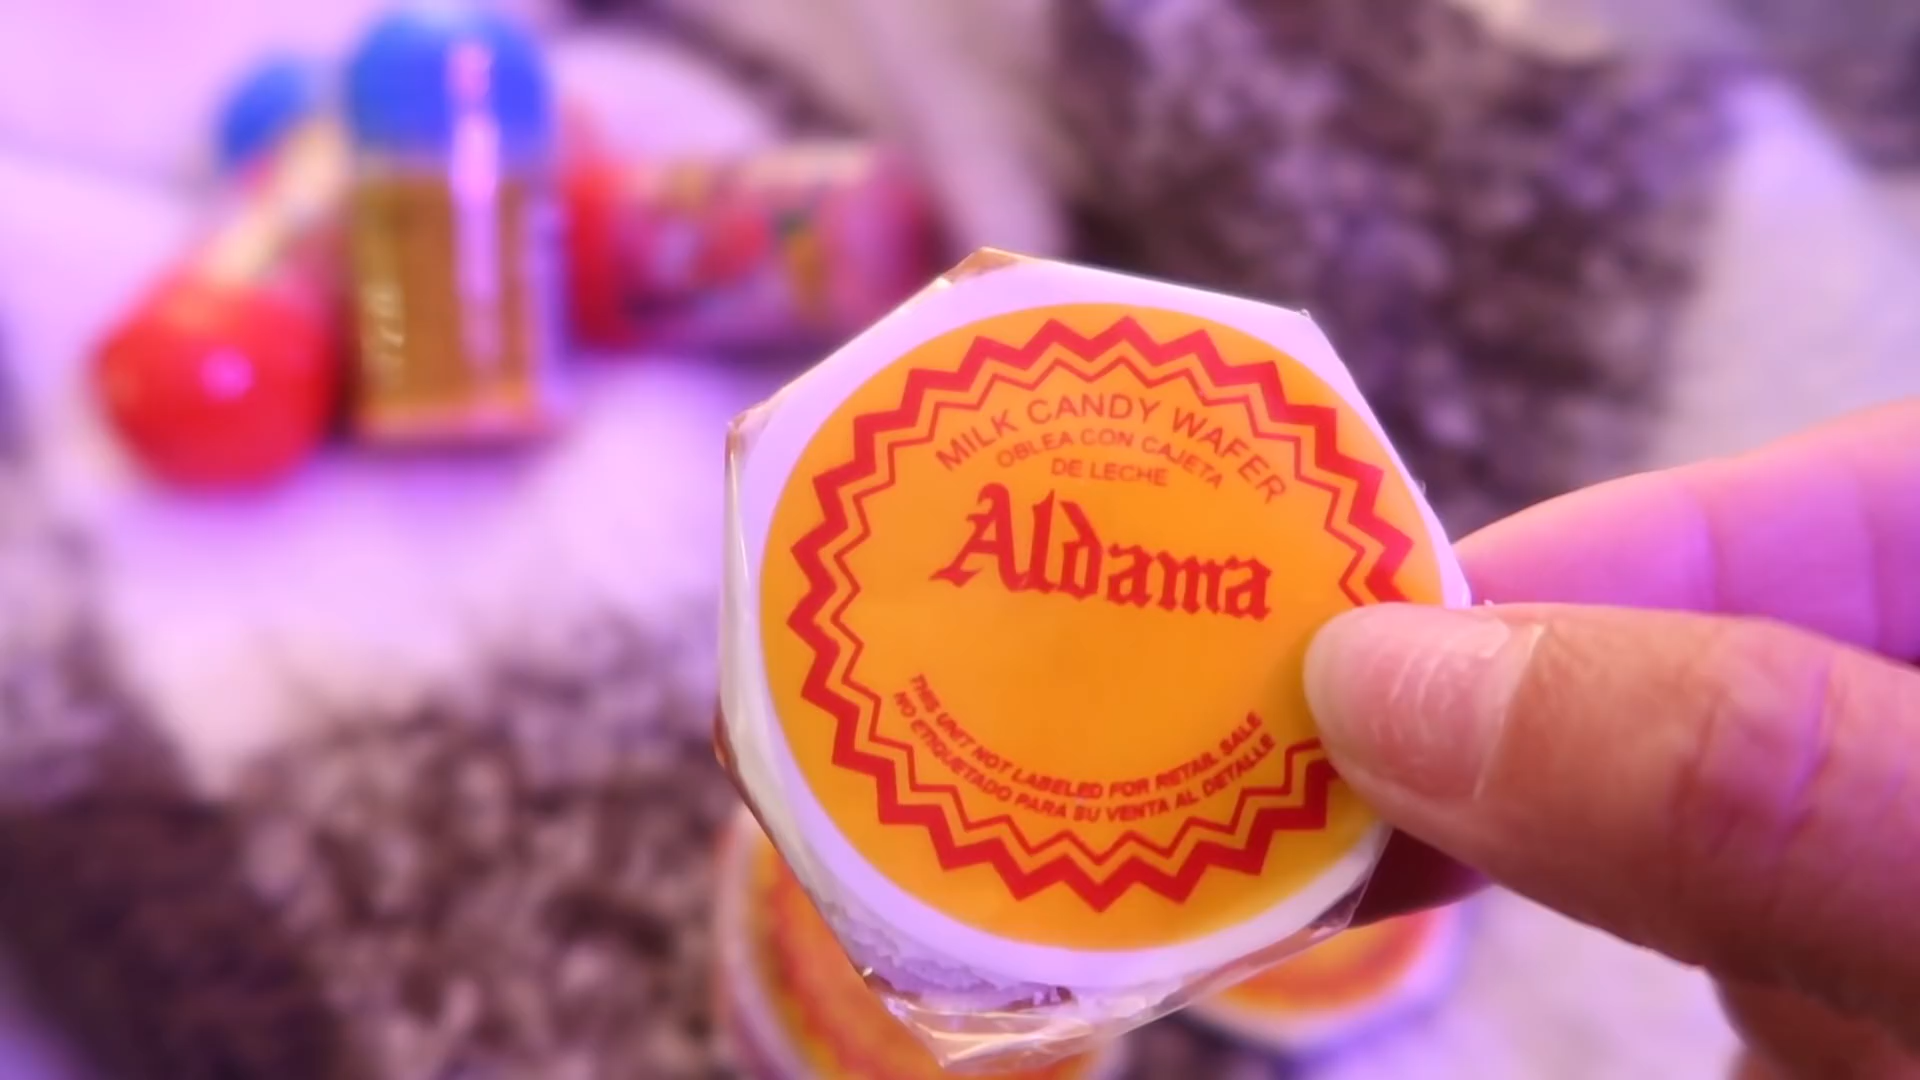 MILK CANDY WAFER
OBLEA CON CAJETA
DE LECHE
Aldama
THIS UNIT NOT LABELED FOR RETAIL SALE
NO ETIQUETADO PARA SU VENTA AL DETALLE